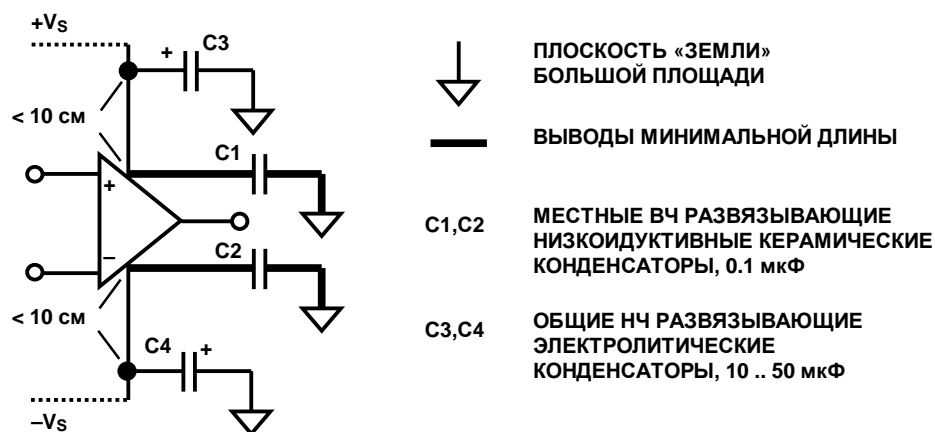 +VS
+
C3
< 10 см
C1
+
–
C2
< 10 см
C4
+
–VS
ПЛОСКОСТЬ «ЗЕМЛИ»
БОЛЬШОЙ ПЛОЩАДИ
ВЫВОДЫ МИНИМАЛЬНОЙ ДЛИНЫ
C1,C2
МЕСТНЫЕ ВЧ РАЗВЯЗЫВАЮЩИЕ
НИЗКОИДУКТИВНЫЕ КЕРАМИЧЕСКИЕ
КОНДЕНСАТОРЫ, 0.1 мкФ
C3,C4
ОБЩИЕ НЧ РАЗВЯЗЫВАЮЩИЕ
ЭЛЕКТРОЛИТИЧЕСКИЕ
КОНДЕНСАТОРЫ, 10 .. 50 мкФ